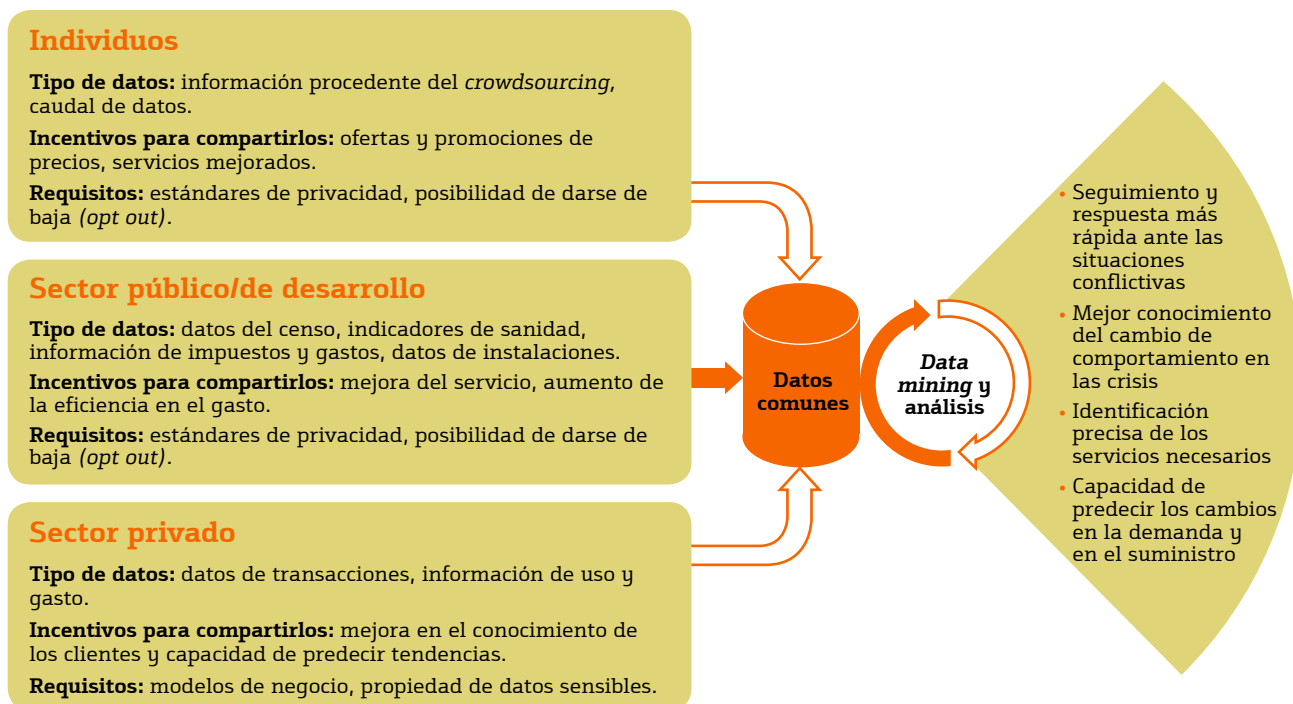 Individuos
Tipo de datos: información procedente del crowdsourcing,
caudal de datos.
Incentivos para compartirlos: ofertas y promociones de
precios, servicios mejorados.
Requisitos: estándares de privacidad, posibilidad de darse de
baja (opt out).
Sector público/de desarrollo
Tipo de datos: datos del censo, indicadores de sanidad,
información de impuestos y gastos, datos de instalaciones.
Incentivos para compartirlos: mejora del servicio, aumento de
la eficiencia en el gasto.
Requisitos: estándares de privacidad, posibilidad de darse de
baja (opt out).
Sector privado
Tipo de datos: datos de transacciones, información de uso y
gasto.
Incentivos para compartirlos: mejora en el conocimiento de
los clientes y capacidad de predecir tendencias.
Requisitos: modelos de negocio, propiedad de datos sensibles.
Datos
comunes
Data
mining y
análisis
• Seguimiento y
respuesta más
rápida ante las
situaciones
conflictivas
• Mejor conocimiento
del cambio de
comportamiento en
las crisis
• Identificación
precisa de los
servicios necesarios
• Capacidad de
predecir los cambios
en la demanda y
en el suministro